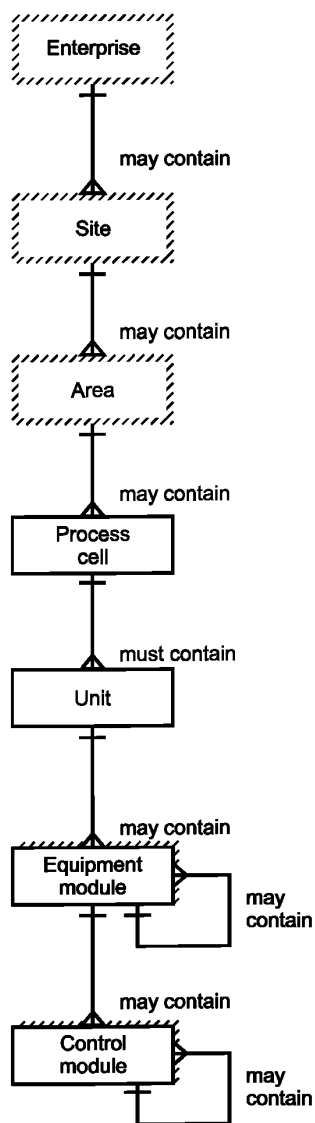 Enterprise
may contain
Site
may contain
Area
may contain
Process
cell
must contain
Unit
may contain
Equipment
module
may
contain
may contain
Control
module
may
contain